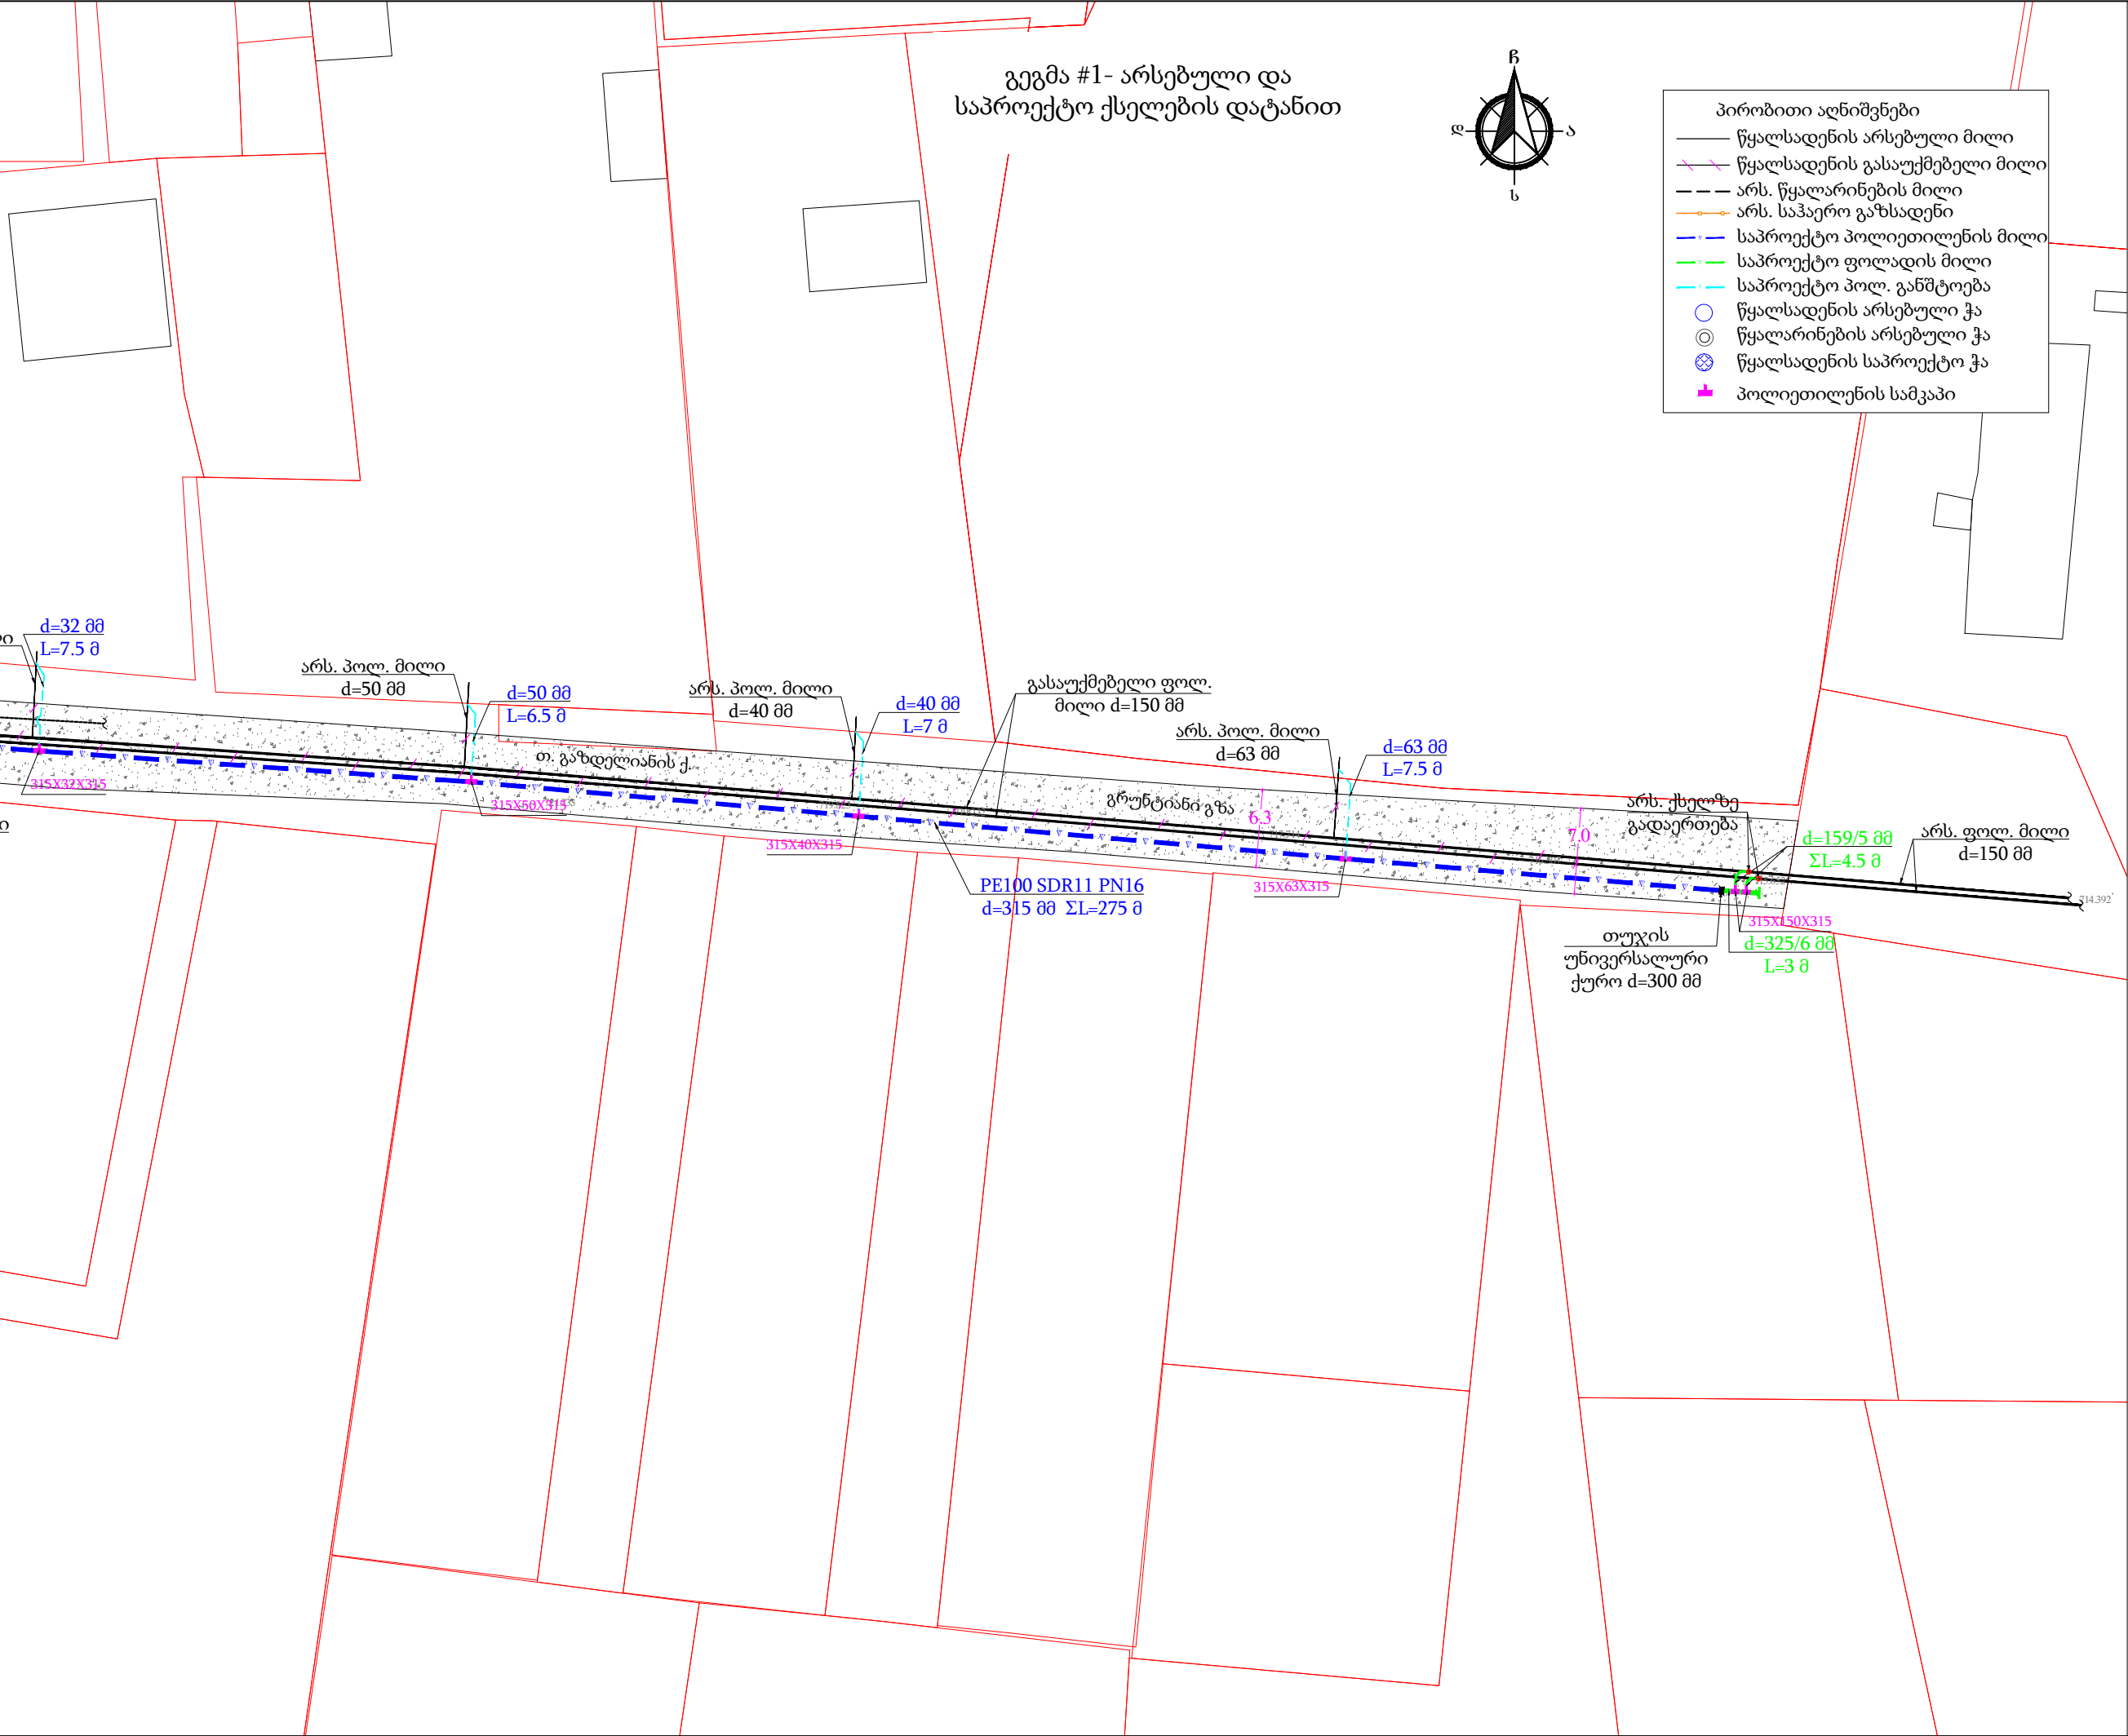 გეგმა #1- არსებული და
საპროექტო ქსელების დატანით
ჩ
დ
ა
ს
პირობითი აღნიშვნები
წყალსადენის არსებული მილი
წყალსადენის გასაუქმებელი მილი
არს. წყალარინების მილი
არს. საჰაერო გაზსადენი
საპროექტო პოლიეთილენის მილი
საპროექტო ფოლადის მილი
საპროექტო პოლ. განშტოება
წყალსადენის არსებული ჭა
წყალარინების არსებული ჭა
წყალსადენის საპროექტო ჭა
პოლიეთილენის სამკაპი
d=32 მმ
L=7.5 მ
315X32X315
არს. პოლ. მილი
d=50 მმ
d=50 მმ
L=6.5 მ
315X50X315
თ. გაზდელიანის ქ.
არს. პოლ. მილი
d=40 მმ
d=40 მმ
L=7 მ
315X40X315
გასაუქმებელი ფოლ.
მილი d=150 მმ
PE100 SDR11 PN16
d=315 მმ ΣL=275 მ
გრუნტიანი გზა
6.3
არს. პოლ. მილი
d=63 მმ
d=63 მმ
L=7.5 მ
315X63X315
7.0
არს. ქსელზე
გადაერთება
d=159/5 მმ
ΣL=4.5 მ
არს. ფოლ. მილი
d=150 მმ
314.392
315X150X315
d=325/6 მმ
L=3 მ
თუჯის
უნივერსალური
ქურო d=300 მმ